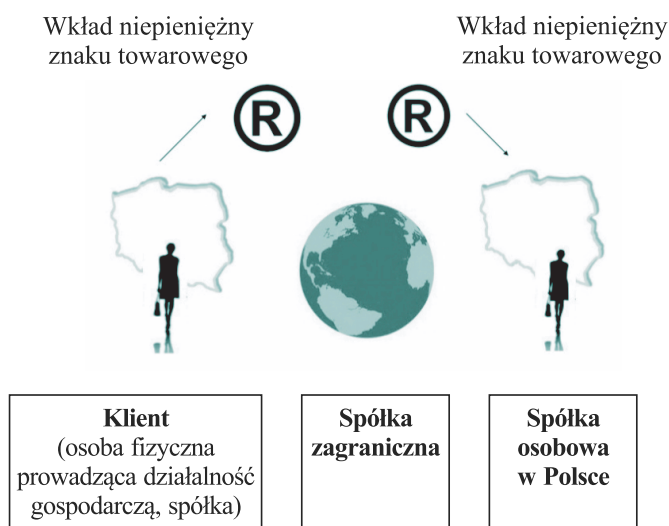 Wkład niepieniężny
znaku towarowego
Wkład niepieniężny
znaku towarowego
®
®
Klient
(osoba fizyczna
prowadząca działalność
gospodarczą, spółka)
Spółka
zagraniczna
Spółka
osobowa
w Polsce